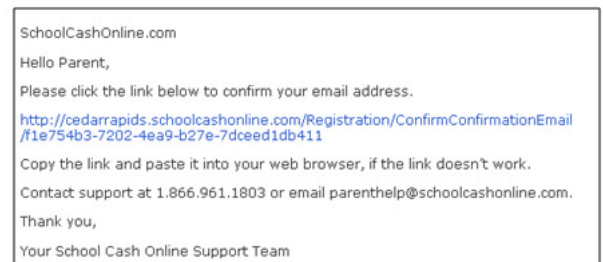 SchoolCashOnline.com
Hello Parent,
Please click the link below to confirm your email address.
http://cedarrapids.schoolcashonline.com/Registration/ConfirmConfirmationEmail
/f1e754b3-7202-4ea9-b27e-7dceed1db411
Copy the link and paste it into your web browser, if the link doesn't work.
Contact support at 1.866.961.1803 or email parenthelp@schoolcashonline.com.
Thank you,
Your School Cash Online Support Team